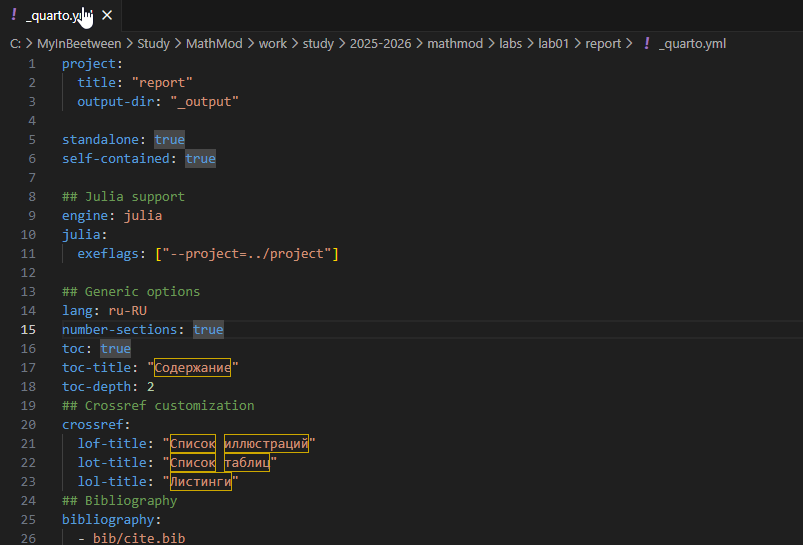 ! _quarto.yml ×
C: > MyInBeetween > Study > MathMod > work > study > 2025-2026 > mathmod > labs > lab01 > report > ! _quarto.yml
1 project:
2   title: "report"
3   output-dir: "_output"
4
5 standalone: true
6 self-contained: true
7
8 ## Julia support
9 engine: julia
10 julia:
11   exeflags: ["--project=../project"]
12
13 ## Generic options
14 lang: ru-RU
15 number-sections: true
16 toc: true
17 toc-title: "Содержание"
18 toc-depth: 2
19 ## Crossref customization
20 crossref:
21   lof-title: "Список иллюстраций"
22   lot-title: "Список таблиц"
23   lol-title: "Листинги"
24 ## Bibliography
25 bibliography:
26   - bib/cite.bib